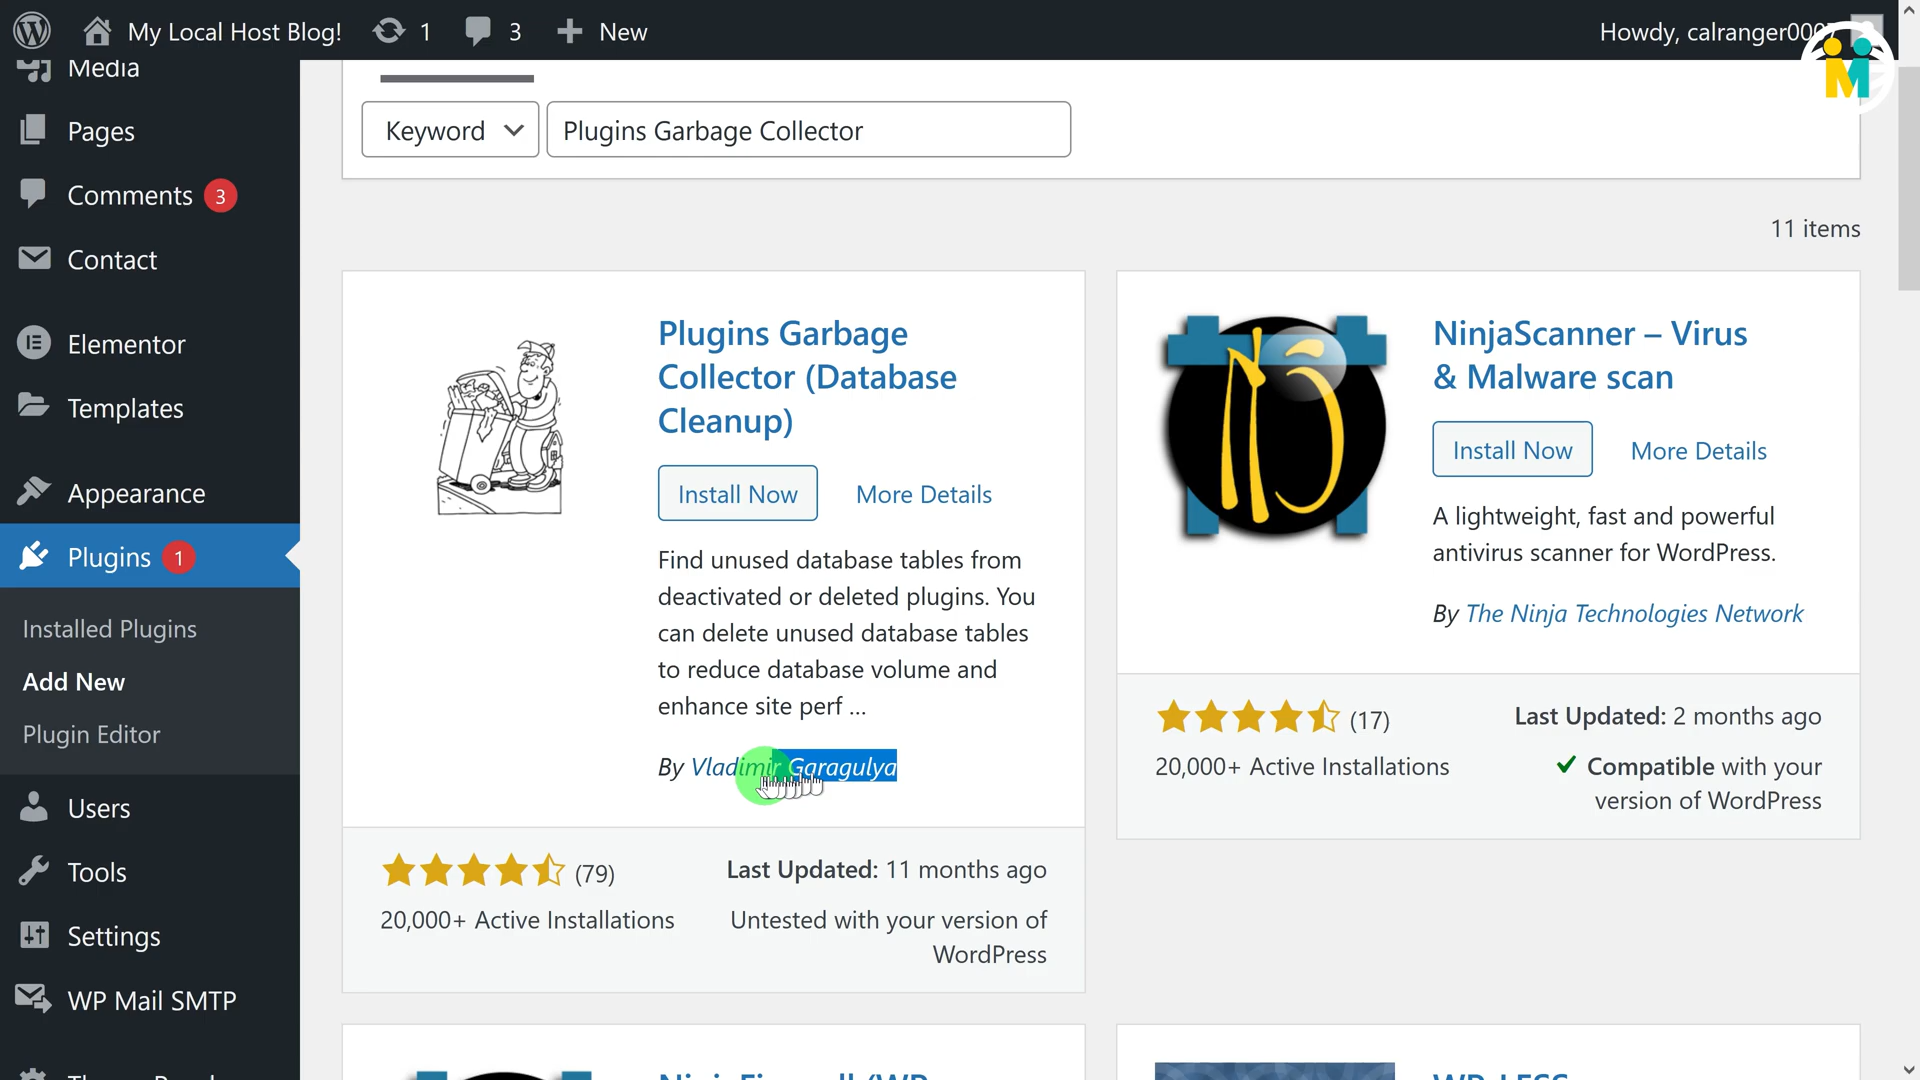 My Local Host Blog!
1
3
New
Howdy, calranger000
M
Media
Pages
Comments 3
Contact
Elementor
Templates
Appearance
Plugins 1
Installed Plugins
Add New
Plugin Editor
Users
Tools
Settings
WP Mail SMTP
Keyword
Plugins Garbage Collector
11 items
Plugins Garbage
Collector (Database
Cleanup)
Install Now
More Details
Find unused database tables from
deactivated or deleted plugins. You
can delete unused database tables
to reduce database volume and
enhance site perf ...
By Vladimir Garagulya
(79)
Last Updated: 11 months ago
20,000+ Active Installations
Untested with your version of
WordPress
NinjaScanner – Virus
& Malware scan
Install Now
More Details
A lightweight, fast and powerful
antivirus scanner for WordPress.
By The Ninja Technologies Network
(17)
Last Updated: 2 months ago
20,000+ Active Installations
Compatible with your
version of WordPress